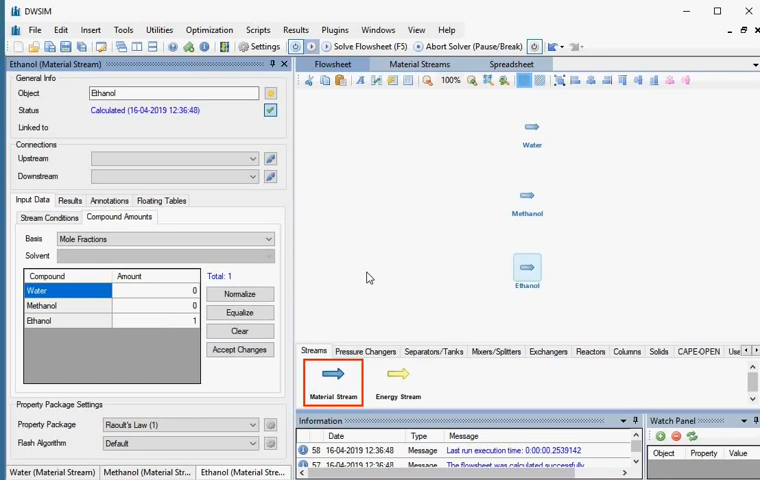 DWSIM
File Edit Insert Tools Utilities Optimization Scripts Results Plugins Windows View Help
Settings Solve Flowsheet (F5) Abort Solver (Pause/Break)
Ethanol (Material Stream)
General Info
Object Ethanol
Status Calculated (16-04-2019 12:36:48)
Linked to
Connections
Upstream
Downstream
Input Data Results Annotations Floating Tables
Stream Conditions Compound Amounts
Basis Mole Fractions
Solvent
Compound Amount Total: 1
Water 0 Normalize
Methanol 0
Equalize
Ethanol 1
Clear
Accept Changes
Property Package Settings
Property Package Raoult's Law (1)
Flash Algorithm Default
Water (Material Stream) Methanol (Material Str... Ethanol (Material Stre...
Flowsheet Material Streams Spreadsheet
100%
Water
Methanol
Ethanol
Streams Pressure Changers Separators/Tanks Mixers/Splitters Exchangers Reactors Columns Solids CAPE-OPEN Use
Material Stream Energy Stream
Information
Date Type Message
58 16-04-2019 12:36:48 Message Last run execution time: 0:00:00.2539142
57 16-04-2019 12:36:48 Message The flowsheet was calculated successfully
Watch Panel
Object Property Value